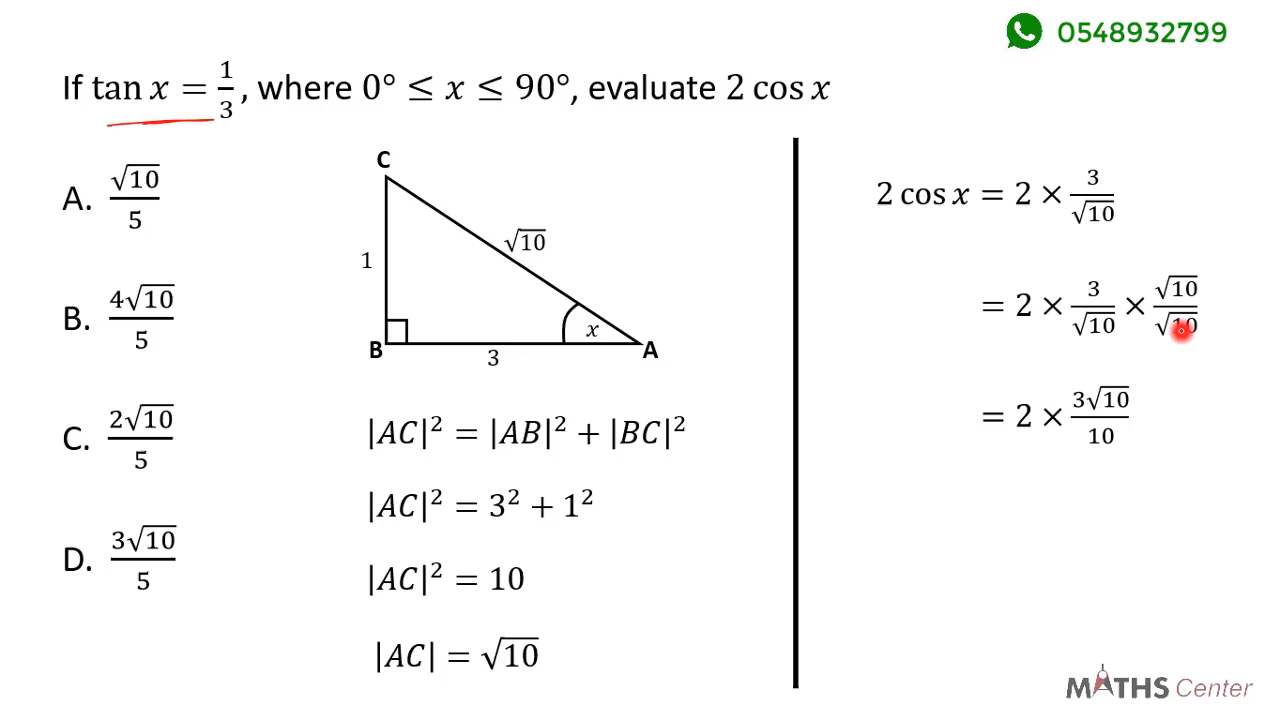 0548932799
If tan x = 1/3, where 0° ≤ x ≤ 90°, evaluate 2 cos x
A. √10/5
B. 4√10/5
C. 2√10/5
D. 3√10/5
C
1
√10
x
B
3
A
|AC|² = |AB|² + |BC|²
|AC|² = 3² + 1²
|AC|² = 10
|AC| = √10
2 cos x = 2 × 3/√10
= 2 × 3/√10 × √10/√10
= 2 × 3√10/10
MATHS Center